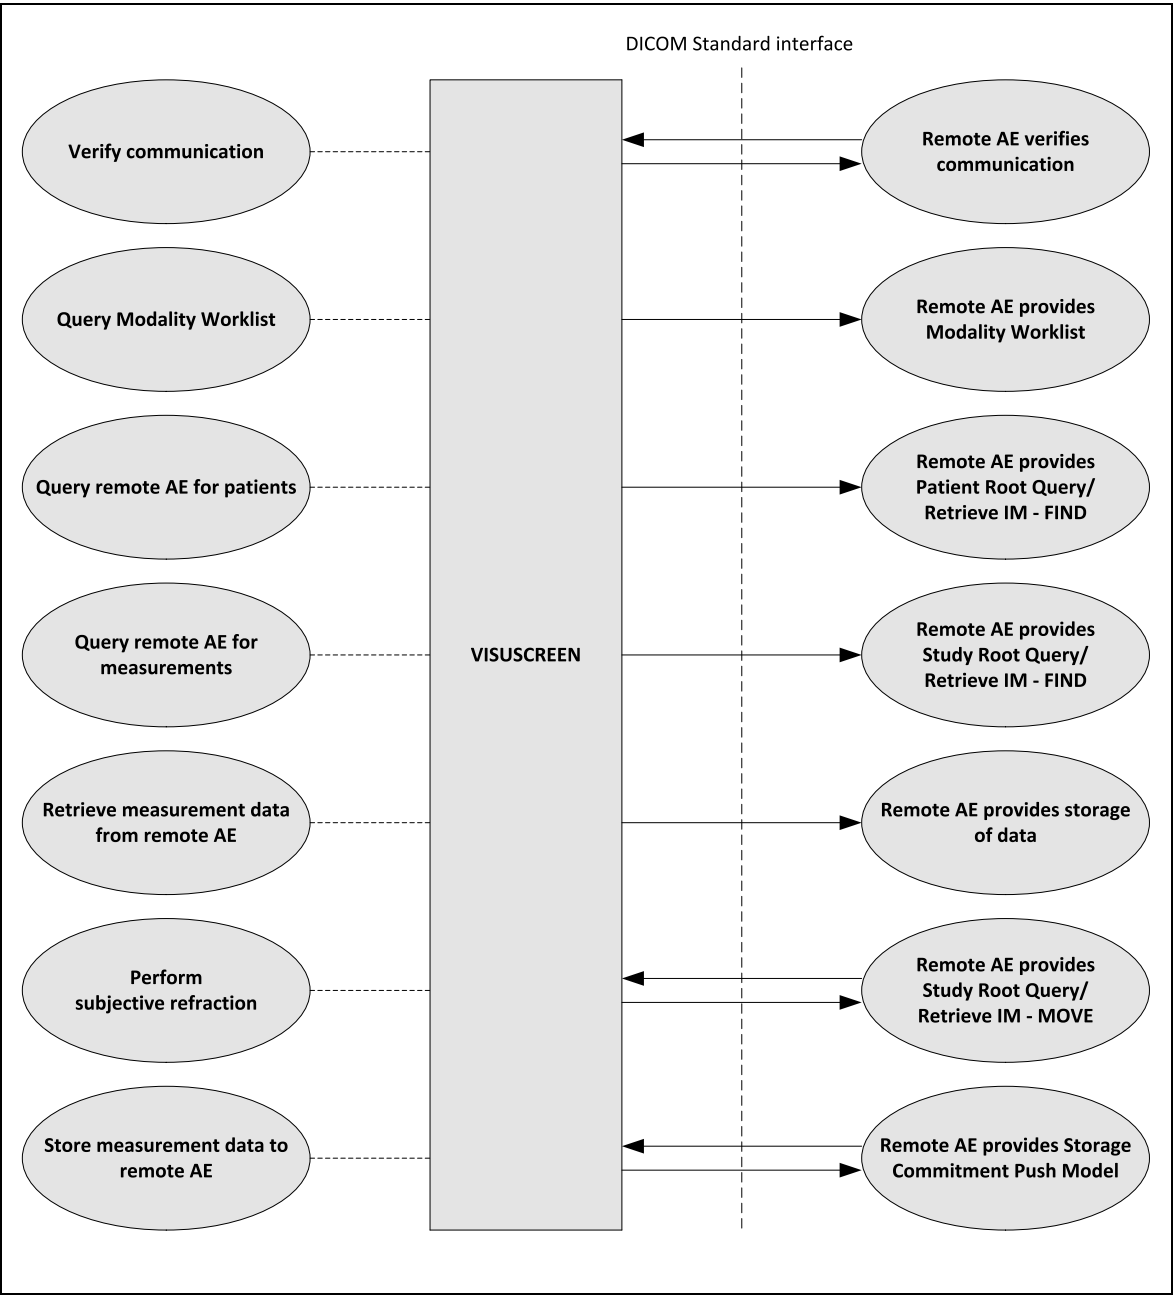 DICOM Standard interface
Verify communication
Remote AE verifies
communication
Query Modality Worklist
Remote AE provides
Modality Worklist
Query remote AE for patients
Remote AE provides
Patient Root Query/
Retrieve IM - FIND
Query remote AE for
measurements
VISUSCREEN
Remote AE provides
Study Root Query/
Retrieve IM - FIND
Retrieve measurement data
from remote AE
Remote AE provides storage
of data
Perform
subjective refraction
Remote AE provides
Study Root Query/
Retrieve IM - MOVE
Store measurement data to
remote AE
Remote AE provides Storage
Commitment Push Model